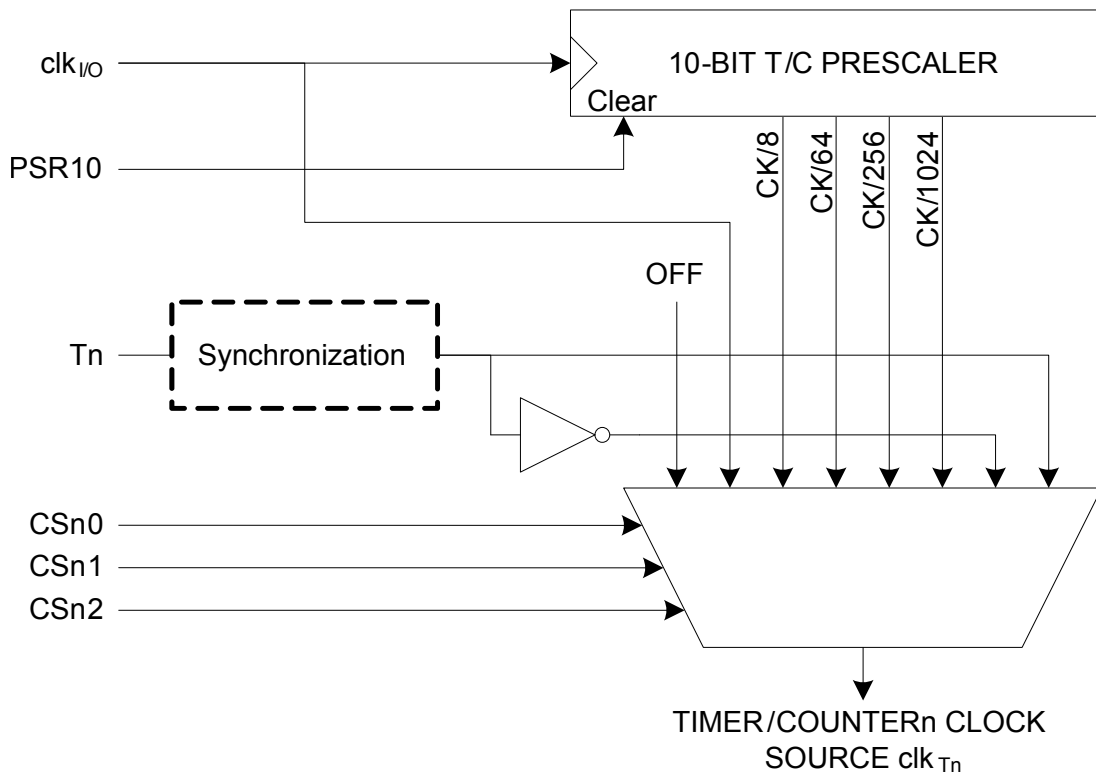 clkI/O
10-BIT T/C PRESCALER
Clear
PSR10
CK/8
CK/64
CK/256
CK/1024
OFF
Tn
Synchronization
CSn0
CSn1
CSn2
TIMER/COUNTERn CLOCK
SOURCE clkTn